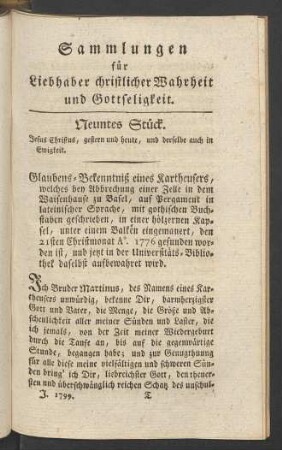 Sammlungen
für
Liebhaber christlicher Wahrheit
und Gottseligkeit.
Neuntes Stück.
Jesus Christus, gestern und heute, und derselbe auch in
Ewigkeit.
Glaubens-Bekenntniß eines Kartheusers,
welches bey Abbrechung einer Zelle in dem
Waisenhause zu Basel, auf Pergament in
lateinischer Sprache, mit gothischen Buch-
staben geschrieben, in einer hölzernen Kap-
sel, unter einem Balken eingemauert, den
21sten Christmonat Aº. 1776 gefunden wor-
den ist, und jezt in der Universitäts-Biblio-
thek daselbst aufbewahret wird.
Ich Bruder Martinus, des Namens eines Kar-
theusers unwürdig, bekenne Dir, barmherzigster
Gott und Vater, die Menge, die Größe und Ab-
scheulichkeit aller meiner Sünden und Laster, die
ich jemals, von der Zeit meiner Wiedergeburt
durch die Taufe an, bis auf die gegenwärtige
Stunde, begangen habe; und zur Genugthuung
für alle diese meine vielfältigen und schweren Sün-
den bring' ich Dir, liebreichster Gott, den theuer-
sten und überschwänglich reichen Schatz des unschul-
J. 1799. T